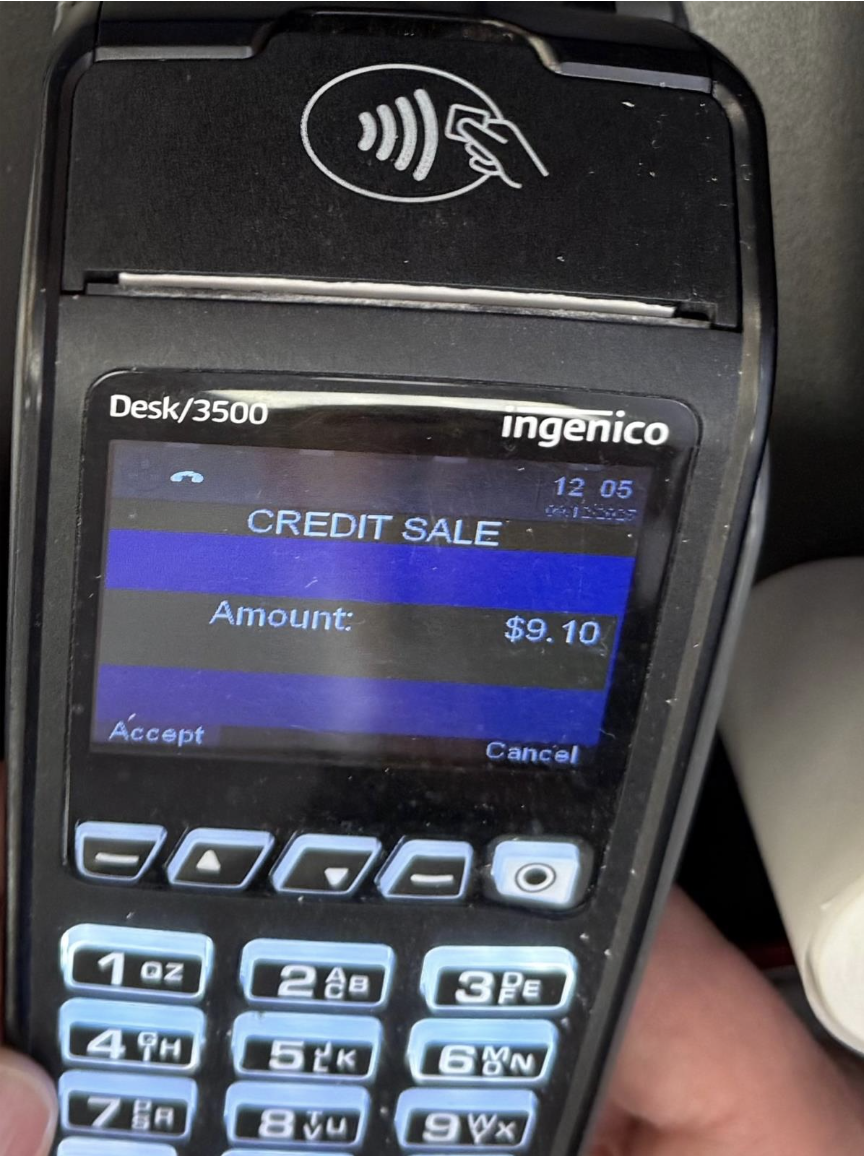 Desk/3500 ingenico
12 05
CREDIT SALE
Amount: $9.10
Accept Cancel
1 QZ 2 ABC 3 DEF
4 GHI 5 JKL 6 MNO
7 PRS 8 TUV 9 WXY